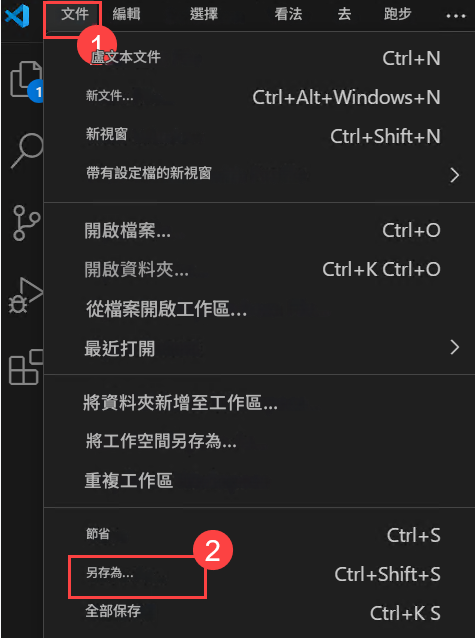 文件 編輯 選擇 看法 去 跑步 ...
1
盧文本文件 Ctrl+N
新文件... Ctrl+Alt+Windows+N
1
新視窗 Ctrl+Shift+N
帶有設定檔的新視窗
開啟檔案... Ctrl+O
開啟資料夾... Ctrl+K Ctrl+O
從檔案開啟工作區...
最近打開
將資料夾新增至工作區...
將工作空間另存為...
重複工作區
節省 Ctrl+S
2
另存為... Ctrl+Shift+S
全部保存 Ctrl+K S